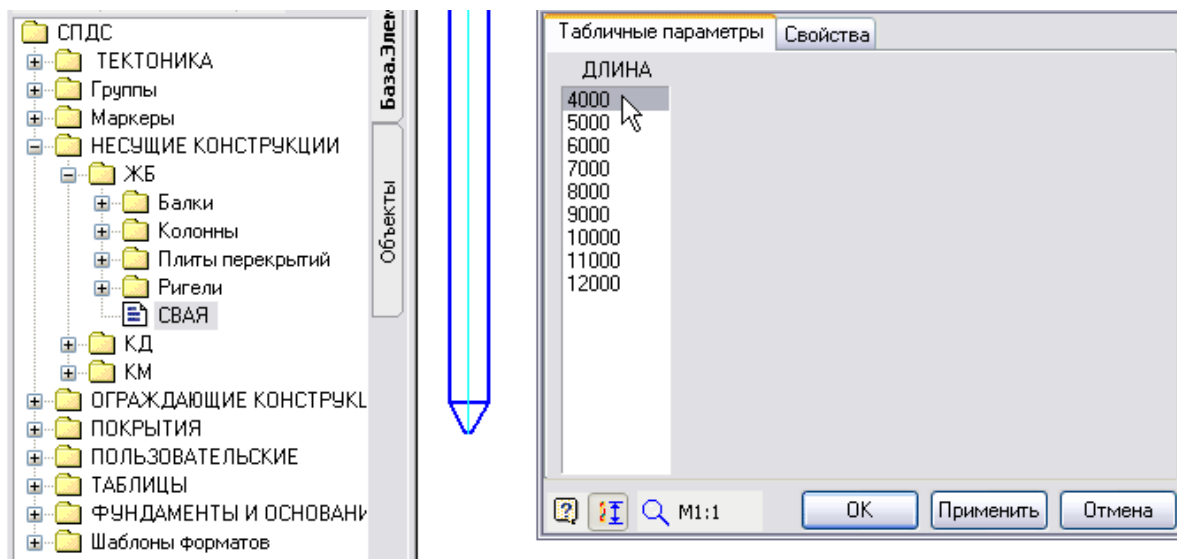 СПДС
ТЕКТОНИКА
Группы
Маркеры
НЕСУЩИЕ КОНСТРУКЦИИ
ЖБ
Балки
Колонны
Плиты перекрытий
Ригели
СВАЯ
КД
КМ
ОГРАЖДАЮЩИЕ КОНСТРУКЦ
ПОКРЫТИЯ
ПОЛЬЗОВАТЕЛЬСКИЕ
ТАБЛИЦЫ
ФУНДАМЕНТЫ И ОСНОВАНИ
Шаблоны форматов
База.Элем
Объекты
Табличные параметры
Свойства
ДЛИНА
4000
5000
6000
7000
8000
9000
10000
11000
12000
М1:1
OK
Применить
Отмена